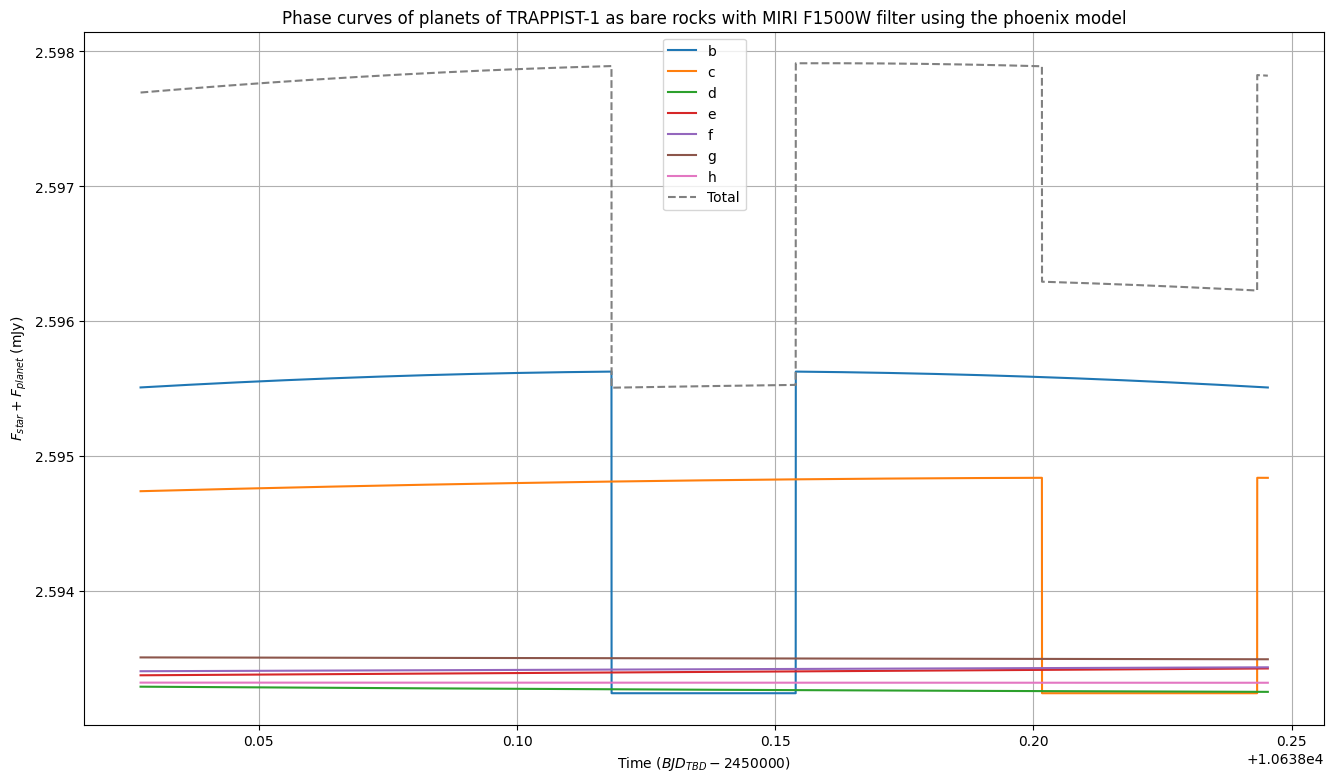 Phase curves of planets of TRAPPIST-1 as bare rocks with MIRI F1500W filter using the phoenix model
b
c
d
e
f
g
h
Total
2.598
2.597
2.596
2.595
2.594
F_{star} + F_{planet} (mJy)
0.05
0.10
0.15
0.20
0.25
+1.0638e4
Time (BJD_{TBD} − 2450000)